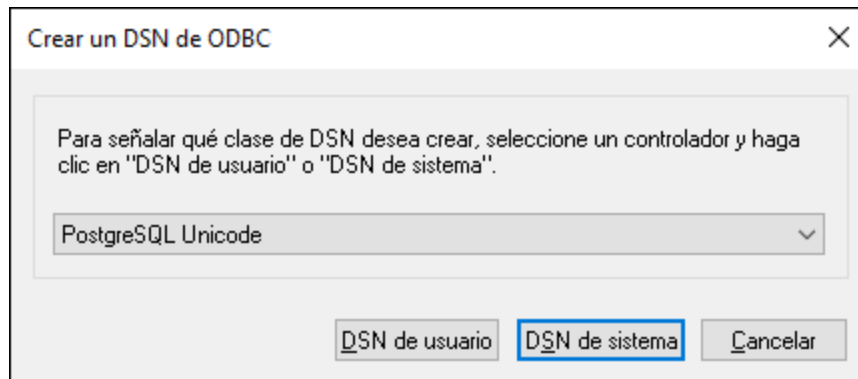 Crear un DSN de ODBC
Para señalar qué clase de DSN desea crear, seleccione un controlador y haga
clic en "DSN de usuario" o "DSN de sistema".
PostgreSQL Unicode
DSN de usuario
DSN de sistema
Cancelar